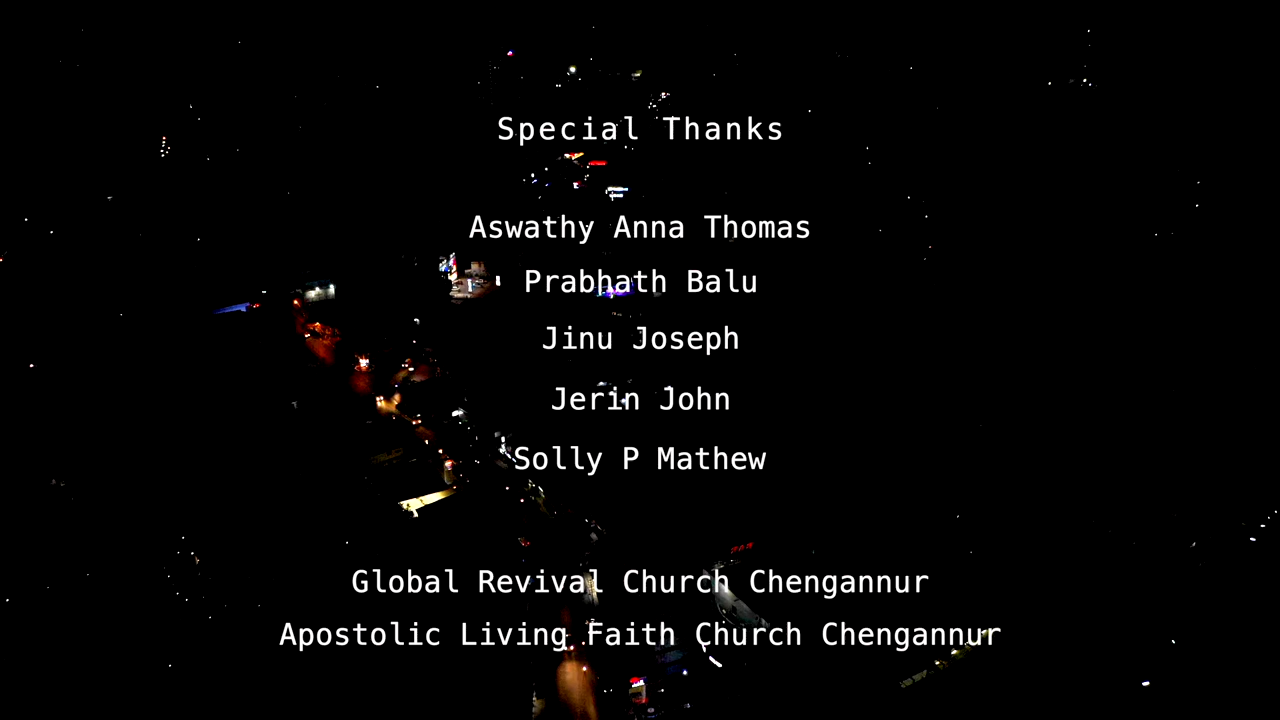 Special Thanks
Aswathy Anna Thomas
Prabhath Balu
Jinu Joseph
Jerin John
Solly P Mathew
Global Revival Church Chengannur
Apostolic Living Faith Church Chengannur